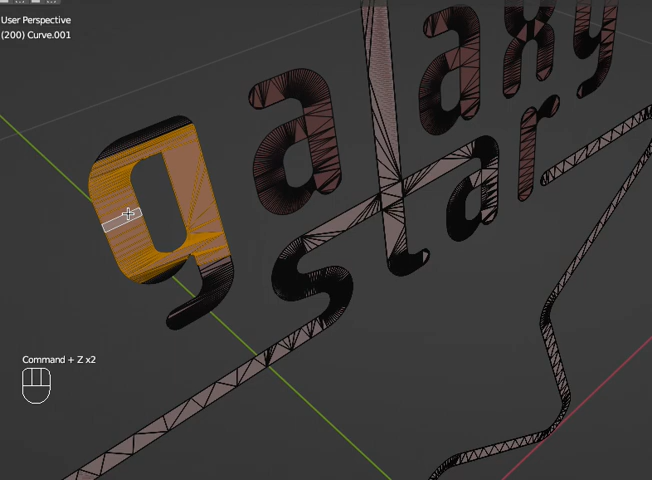 User Perspective
(200) Curve.001
galaxy
star
Command + Z x2